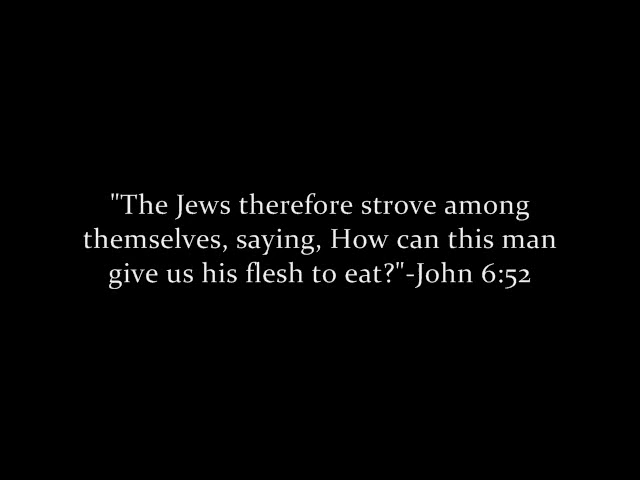 "The Jews therefore strove among
themselves, saying, How can this man
give us his flesh to eat?"-John 6:52